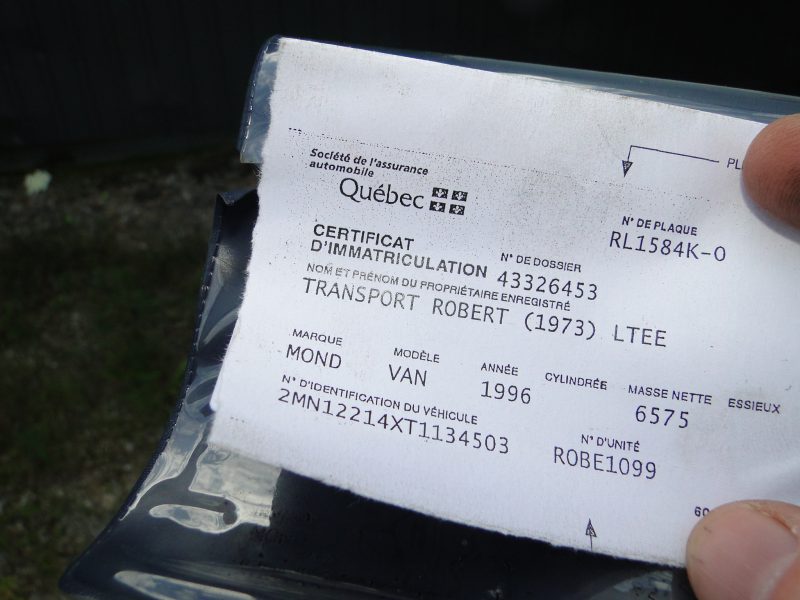 Société de l'assurance
automobile
Québec
PL
N° DE PLAQUE
RL1584K-0
CERTIFICAT
D'IMMATRICULATION
N° DE DOSSIER
43326453
NOM ET PRÉNOM DU PROPRIÉTAIRE ENREGISTRÉ
TRANSPORT ROBERT (1973) LTEE
MARQUE MODÈLE ANNÉE CYLINDRÉE MASSE NETTE ESSIEUX
MOND VAN 1996 6575
N° D'IDENTIFICATION DU VÉHICULE N° D'UNITÉ
2MN12214XT1134503 ROBE1099
60